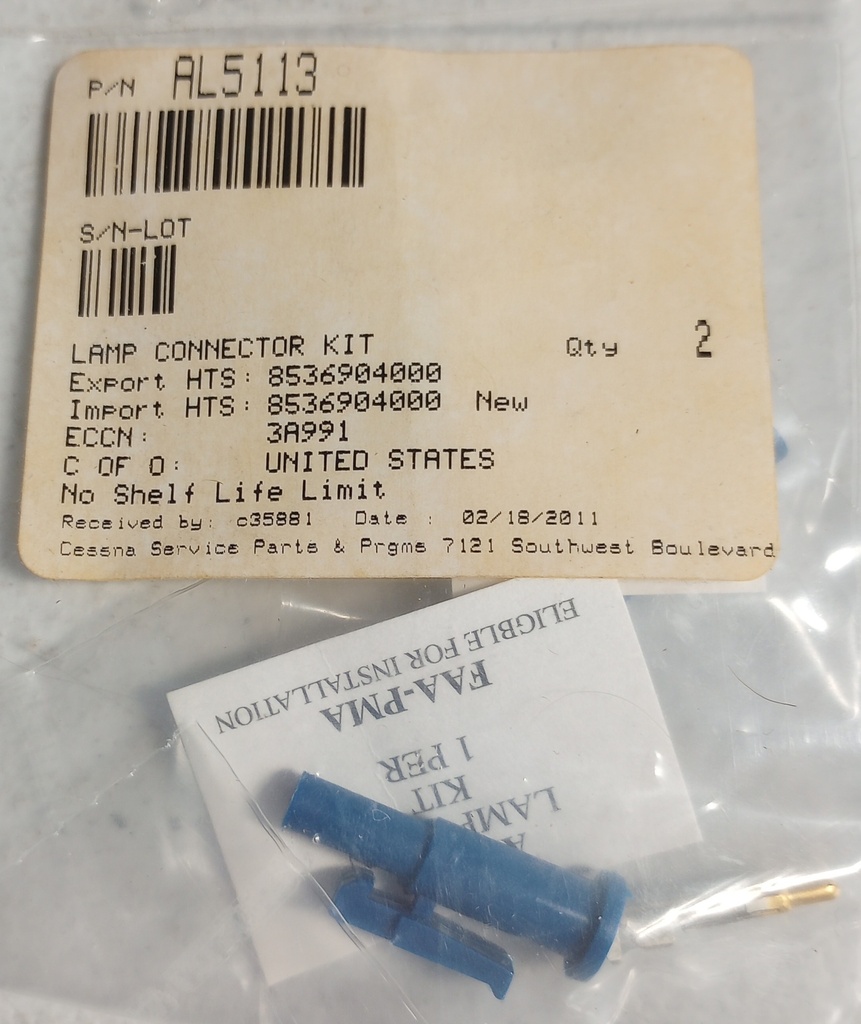 P/N AL5113
S/N-LOT
LAMP CONNECTOR KIT Qty 2
Export HTS: 8536904000
Import HTS: 8536904000 New
ECCN: 3A991
C OF O: UNITED STATES
No Shelf Life Limit
Received by: c35881 Date : 02/18/2011
Cessna Service Parts & Prgms 7121 Southwest Boulevard
LAMP
KIT
1 PER
FAA-PMA
ELIGBLE FOR INSTALLATION